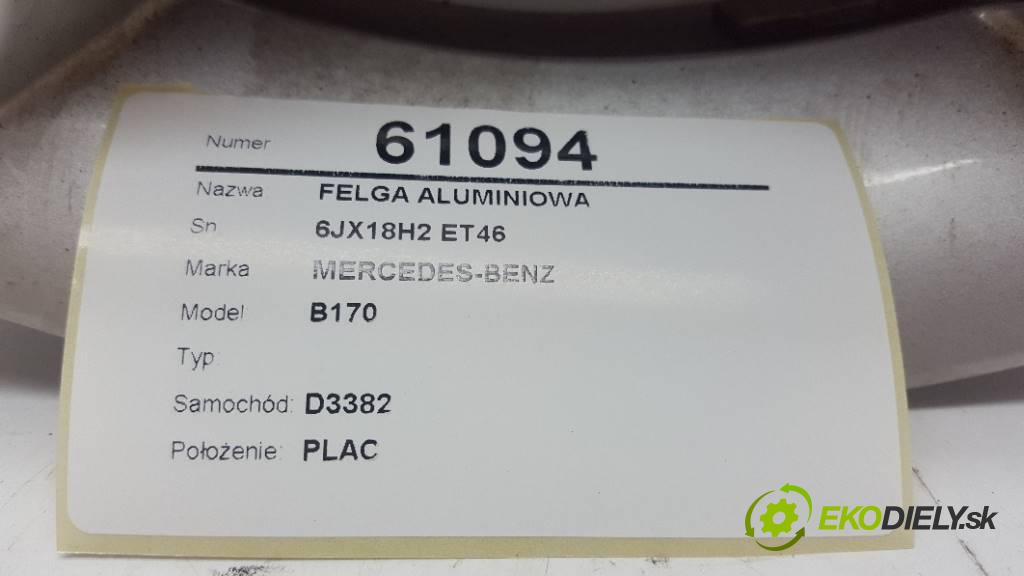 Numer 61094
Nazwa FELGA ALUMINIOWA
Sn 6JX18H2 ET46
Marka MERCEDES-BENZ
Model B170
Typ
Samochód: D3382
Położenie: PLAC
EKODIELY.sk